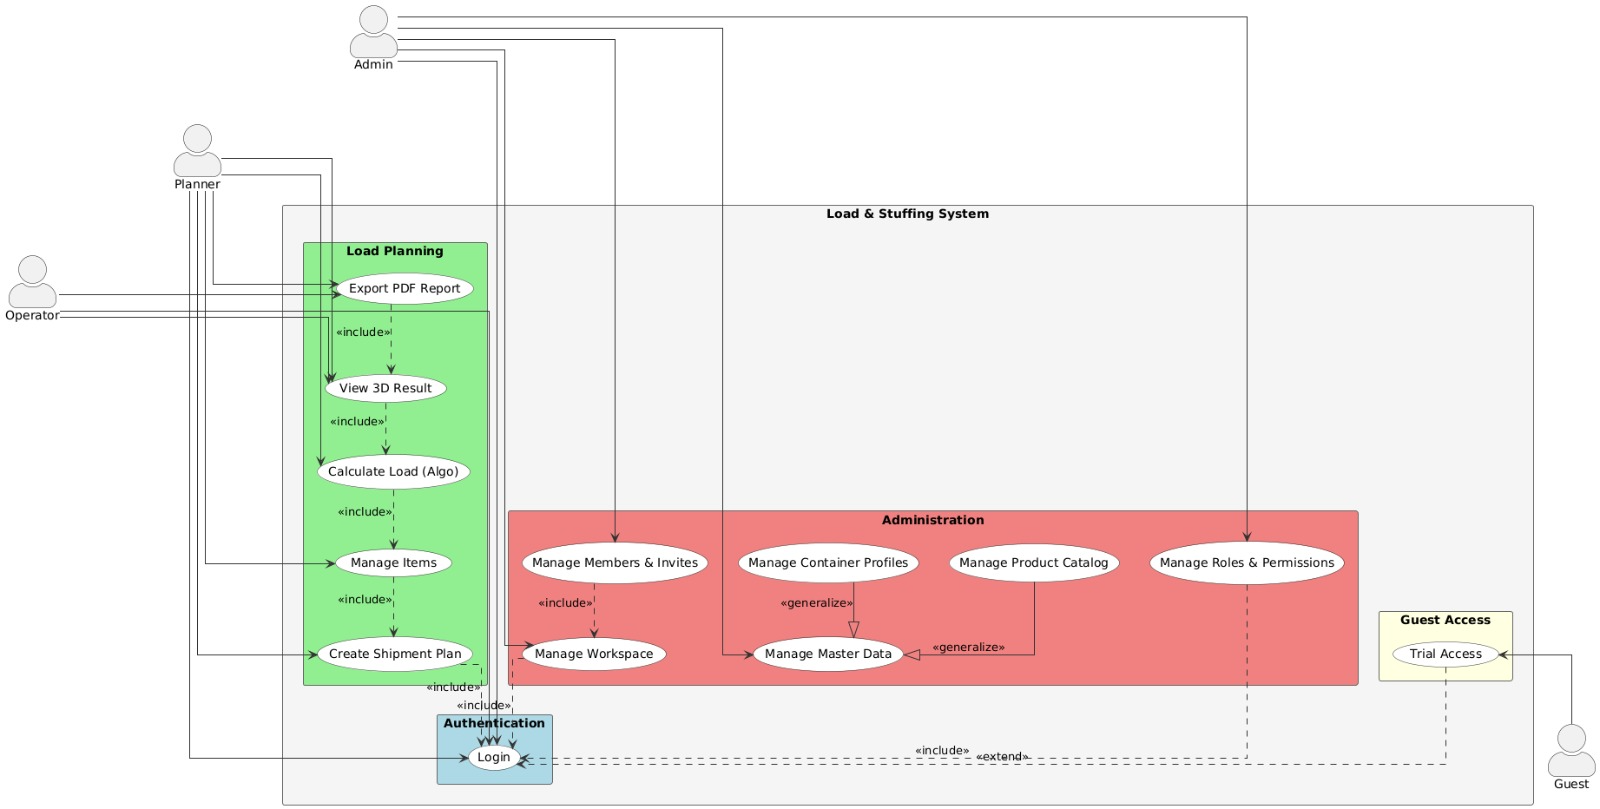 Admin
Planner
Load & Stuffing System
Load Planning
Export PDF Report
Operator
«include»
View 3D Result
«include»
Calculate Load (Algo)
«include»
Administration
Manage Items
Manage Members & Invites
Manage Container Profiles
Manage Product Catalog
Manage Roles & Permissions
«include»
«include»
«generalize»
Guest Access
«generalize»
Create Shipment Plan
Manage Workspace
Manage Master Data
Trial Access
«include»
«include»
Authentication
«include»
«extend»
Login
Guest